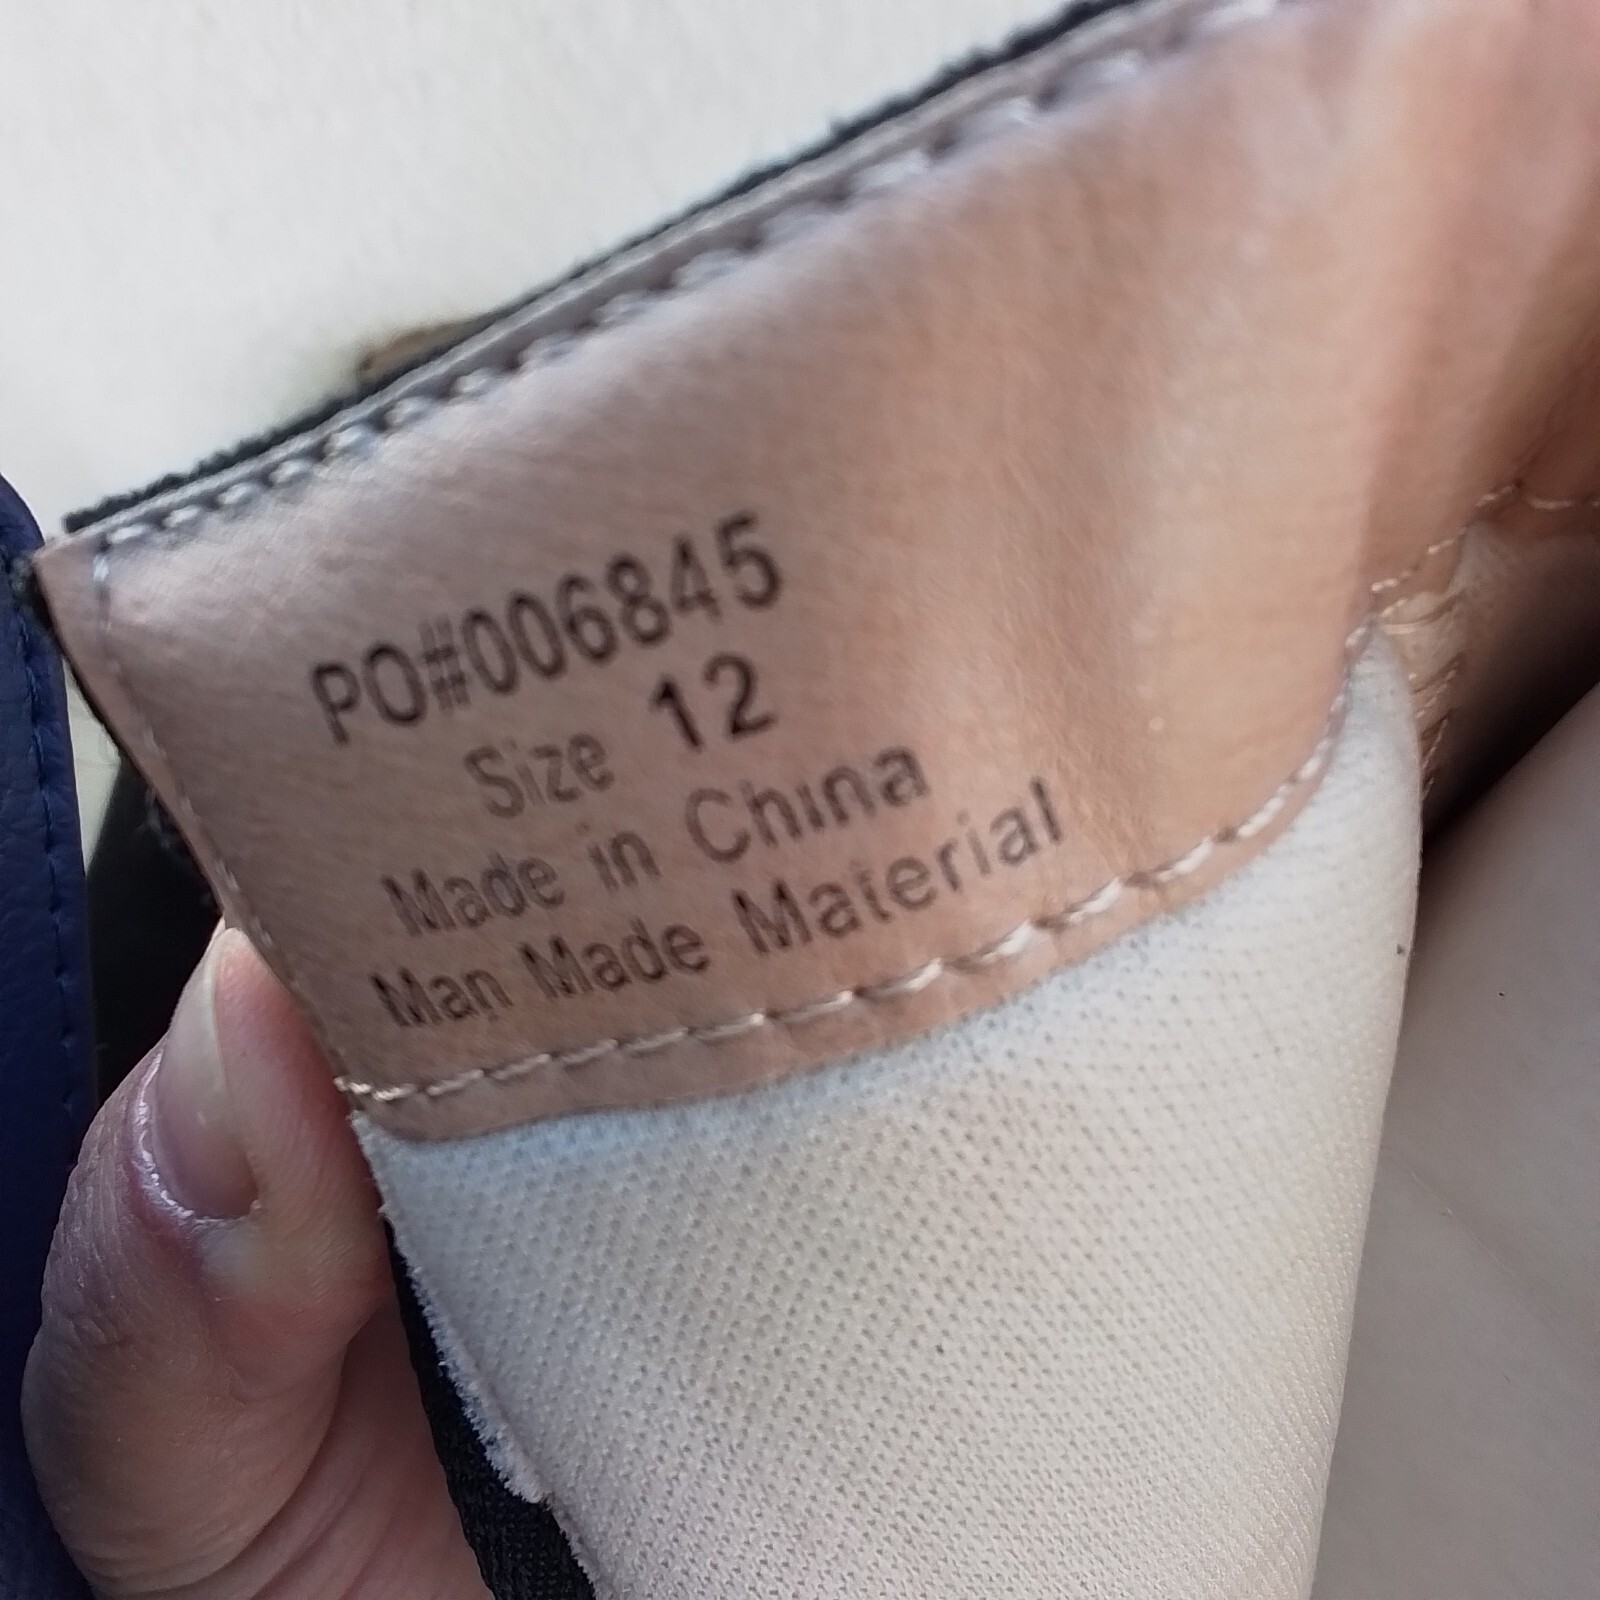 PO#006845
Size 12
Made in China
Man Made Material